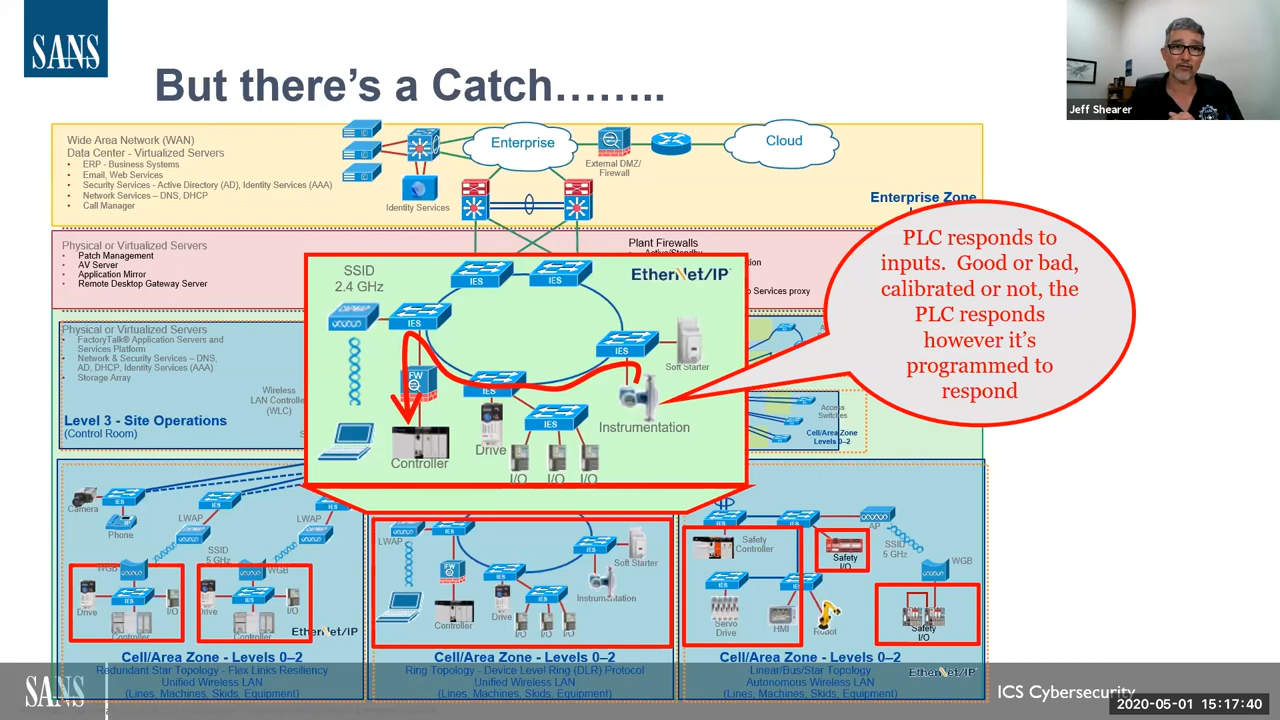 SANS
But there's a Catch……..
Jeff Shearer
Wide Area Network (WAN)
Data Center - Virtualized Servers
• ERP - Business Systems
• Email, Web Services
• Security Services - Active Directory (AD), Identity Services (AAA)
• Network Services – DNS, DHCP
• Call Manager
Identity Services
Enterprise
External DMZ/
Firewall
Cloud
Enterprise Zone
Physical or Virtualized Servers
• Patch Management
• AV Server
• Application Mirror
• Remote Desktop Gateway Server
Plant Firewalls
PLC responds to
inputs. Good or bad,
calibrated or not, the
PLC responds
however it's
programmed to
respond
SSID
2.4 GHz
EtherNet/IP
IES
IES
IES
IES
IES
IES
FW
Soft Starter
Instrumentation
Controller
Drive
I/O
I/O
I/O
Physical or Virtualized Servers
• FactoryTalk® Application Servers and
Services Platform
• Network & Security Services – DNS,
AD, DHCP, Identity Services (AAA)
• Storage Array
Wireless
LAN Controller
(WLC)
Level 3 - Site Operations
(Control Room)
Access
Switches
Cell/Area Zone
Levels 0–2
Camera
IES
Phone
LWAP
IES
SSID
5 GHz
LWAP
IES
WGB
WGB
Drive
IES
I/O
Controller
Drive
IES
I/O
Controller
EtherNet/IP
Cell/Area Zone - Levels 0–2
Redundant Star Topology - Flex Links Resiliency
Unified Wireless LAN
(Lines, Machines, Skids, Equipment)
LWAP
IES
FW
IES
IES
IES
Soft Starter
Instrumentation
Controller
Drive
I/O
I/O
I/O
Cell/Area Zone - Levels 0–2
Ring Topology - Device Level Ring (DLR) Protocol
Unified Wireless LAN
(Lines, Machines, Skids, Equipment)
IES
IES
AP
Safety
Controller
Safety
I/O
SSID
5 GHz
WGB
IES
IES
Servo
Drive
HMI
Robot
Safety
I/O
Cell/Area Zone - Levels 0–2
Linear/Bus/Star Topology
Autonomous Wireless LAN
(Lines, Machines, Skids, Equipment)
EtherNet/IP
SANS
ICS Cybersecurity
2020-05-01 15:17:40